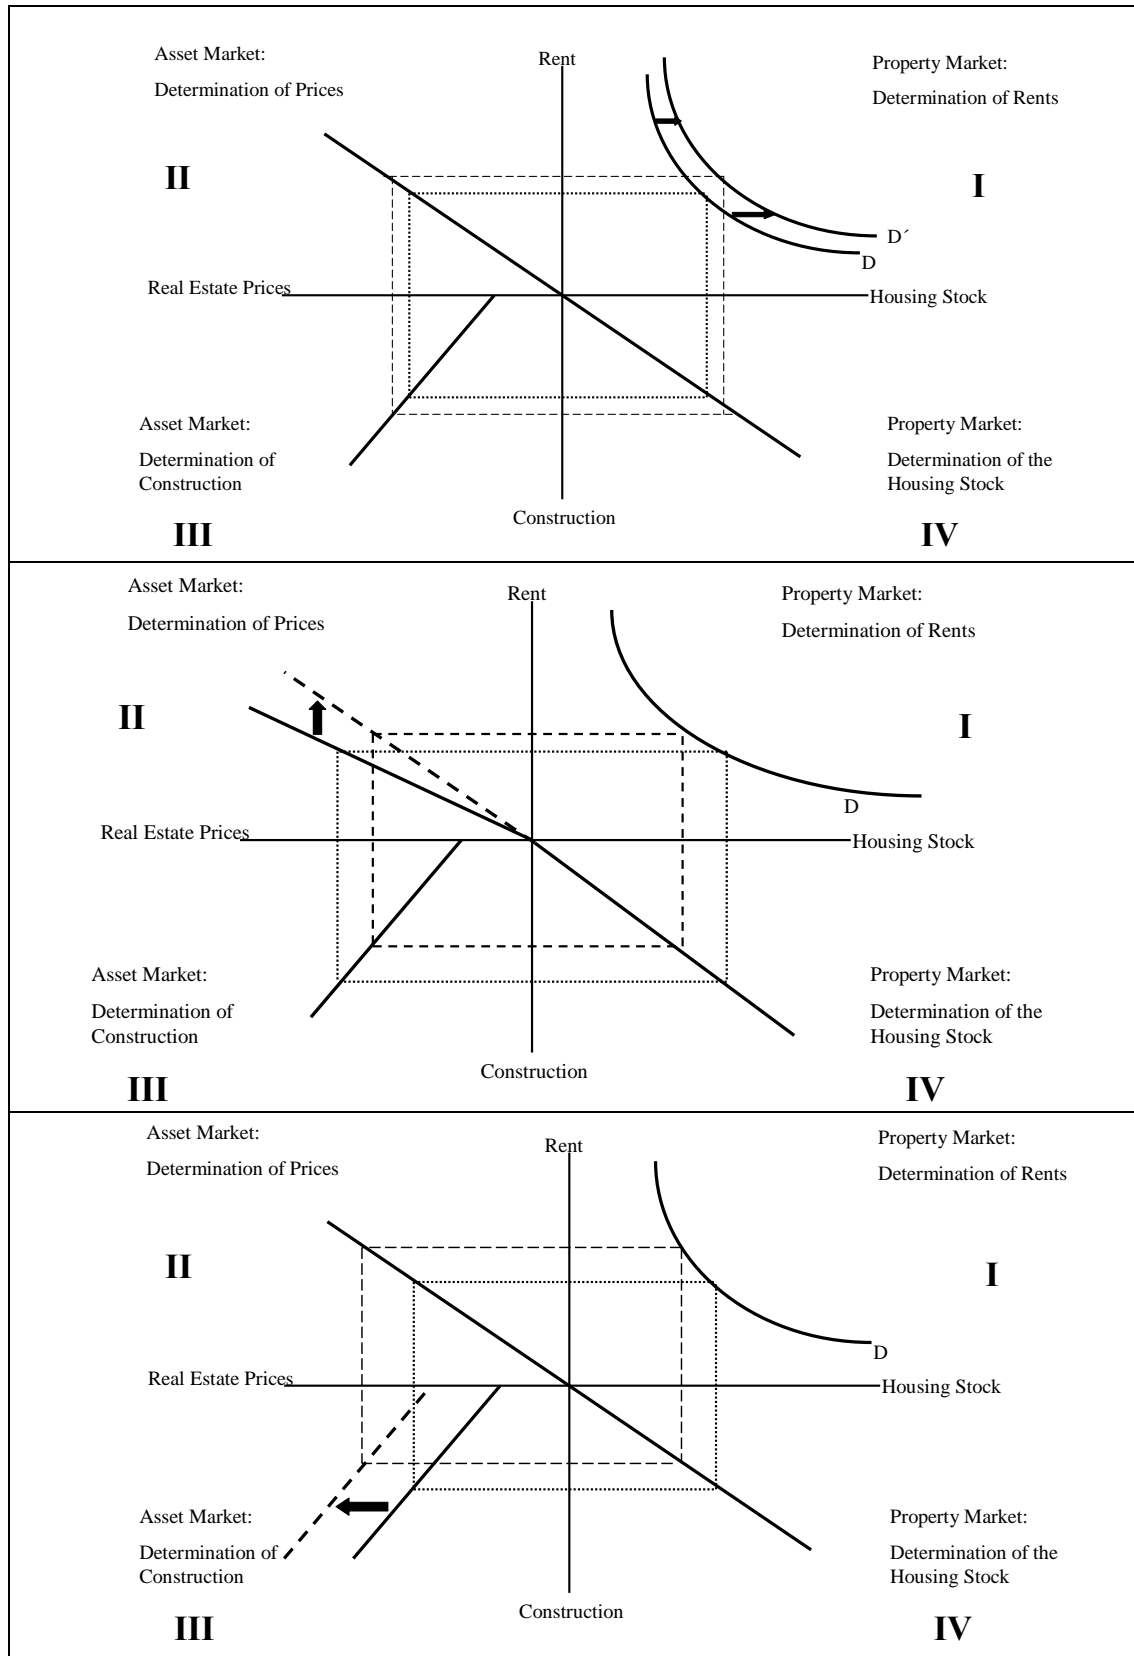 Asset Market:
Determination of Prices
Rent
Property Market:
Determination of Rents
II
I
D´
D
Real Estate Prices
Housing Stock
Asset Market:
Determination of
Construction
III
Property Market:
Determination of the
Housing Stock
IV
Construction
Asset Market:
Determination of Prices
Rent
Property Market:
Determination of Rents
II
I
D
Real Estate Prices
Housing Stock
Asset Market:
Determination of
Construction
III
Property Market:
Determination of the
Housing Stock
IV
Construction
Asset Market:
Determination of Prices
Rent
Property Market:
Determination of Rents
II
I
D
Real Estate Prices
Housing Stock
Asset Market:
Determination of
Construction
III
Property Market:
Determination of the
Housing Stock
IV
Construction